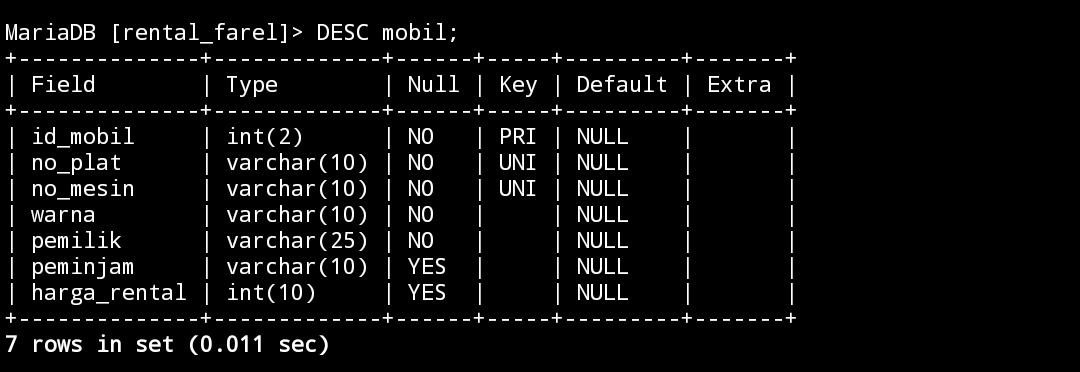 MariaDB [rental_farel]> DESC mobil;
+--------------+-------------+------+-----+---------+-------+
| Field        | Type        | Null | Key | Default | Extra |
+--------------+-------------+------+-----+---------+-------+
| id_mobil     | int(2)      | NO   | PRI | NULL    |       |
| no_plat      | varchar(10) | NO   | UNI | NULL    |       |
| no_mesin     | varchar(10) | NO   | UNI | NULL    |       |
| warna        | varchar(10) | NO   |     | NULL    |       |
| pemilik      | varchar(25) | NO   |     | NULL    |       |
| peminjam     | varchar(10) | YES  |     | NULL    |       |
| harga_rental | int(10)     | YES  |     | NULL    |       |
+--------------+-------------+------+-----+---------+-------+
7 rows in set (0.011 sec)